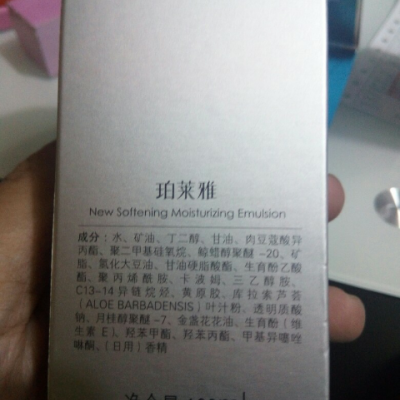 珀莱雅
New Softening Moisturizing Emulsion
成分：水、矿油、丁二醇、甘油、肉豆蔻酸异
丙酯、聚二甲基硅氧烷、鲸蜡醇聚醚-20、矿
脂、氢化大豆油、甘油硬脂酸酯、生育酚乙酸
酯、聚丙烯酰胺、卡波姆、三乙醇胺、
C13-14异链烷烃、黄原胶、库拉索芦荟
(ALOE BARBADENSIS)叶汁粉、透明质酸
钠、月桂醇聚醚-7、金盏花花油、生育酚(维
生素E)、羟苯甲酯、羟苯丙酯、甲基异噻唑
啉酮、(日用)香精
净含量